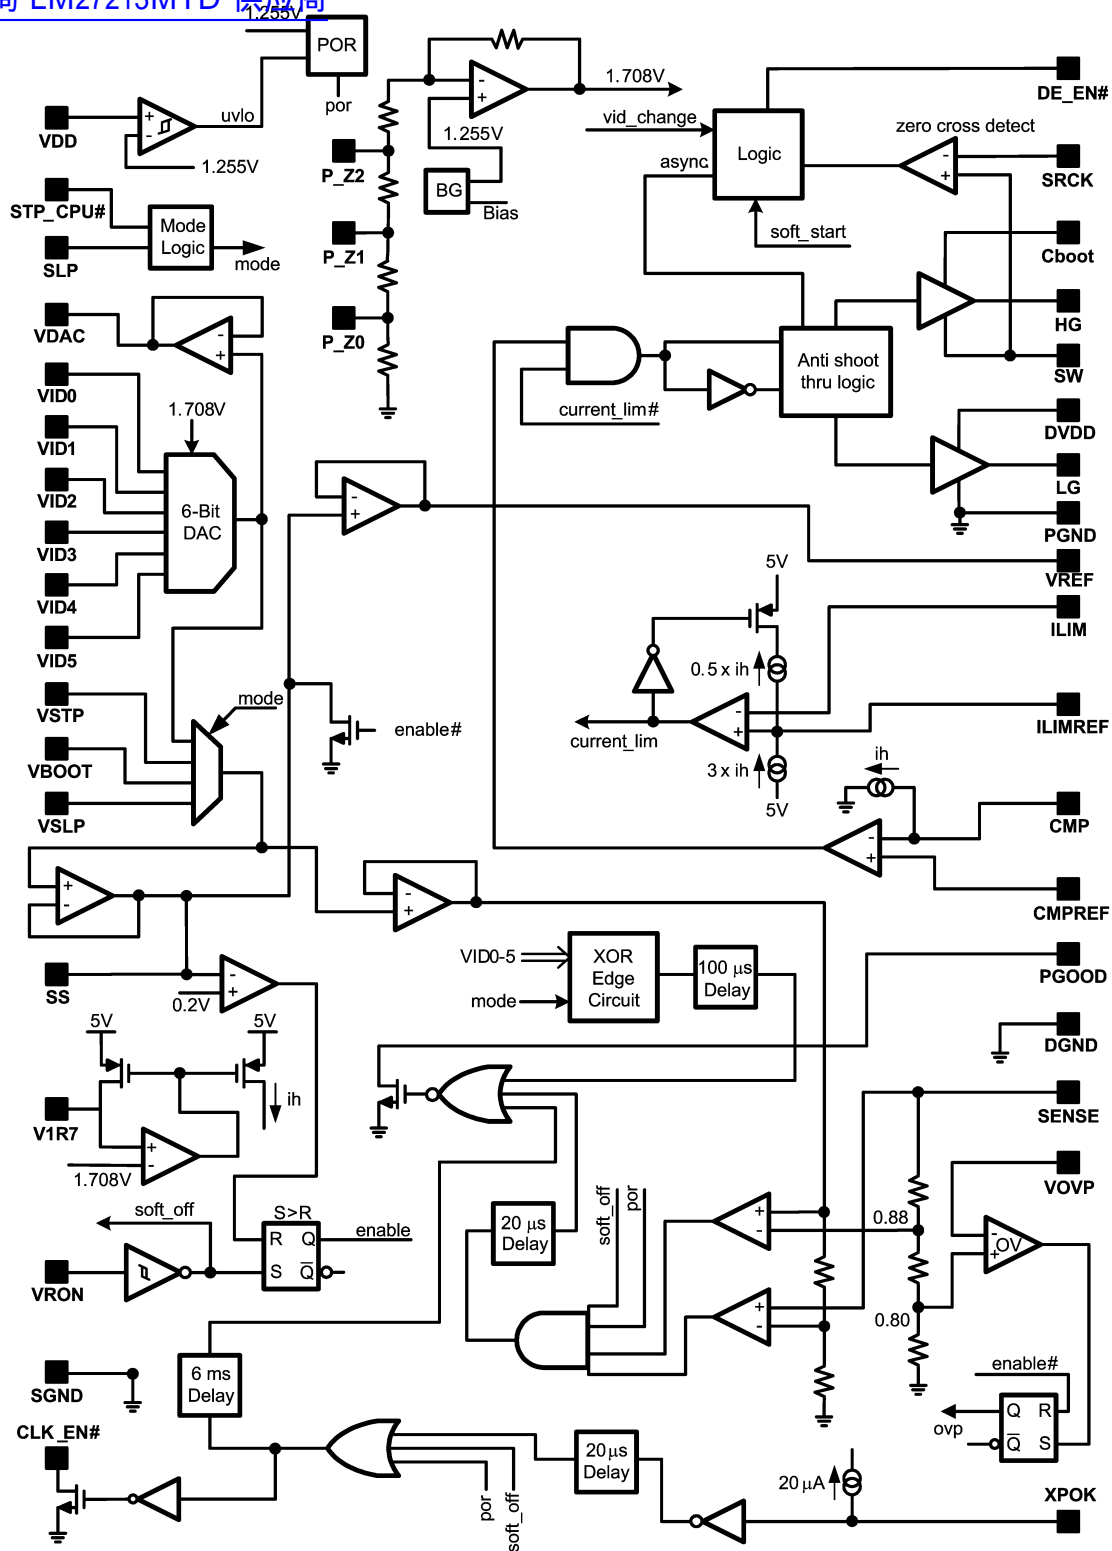 询 LM27213MTD 供应商
1.255V
POR
por
VDD
+
-
uvlo
1.255V
STP_CPU#
SLP
Mode
Logic
mode
-
+
1.708V
1.255V
BG
Bias
P_Z2
P_Z1
P_Z0
vid_change
async
Logic
soft_start
zero cross detect
-
+
DE_EN#
SRCK
Cboot
HG
SW
DVDD
LG
PGND
VREF
ILIM
ILIMREF
CMP
CMPREF
PGOOD
DGND
SENSE
VOVP
XPOK
VDAC
-
+
VID0
VID1
VID2
VID3
VID4
VID5
1.708V
6-Bit
DAC
-
+
current_lim#
Anti shoot
thru logic
VSTP
VBOOT
VSLP
mode
enable#
5V
0.5 x ih
-
+
current_lim
3 x ih
5V
ih
-
+
+
-
-
+
SS
-
+
0.2V
VID0-5
mode
XOR
Edge
Circuit
100 µs
Delay
5V
5V
ih
V1R7
+
-
1.708V
soft_off
VRON
S>R
R
Q
S
Q
enable
20 µs
Delay
soft_off
por
+
-
0.88
+
-
0.80
-
+
OV
enable#
Q
R
Q
S
ovp
SGND
6 ms
Delay
CLK_EN#
por
soft_off
20µs
Delay
20 µA